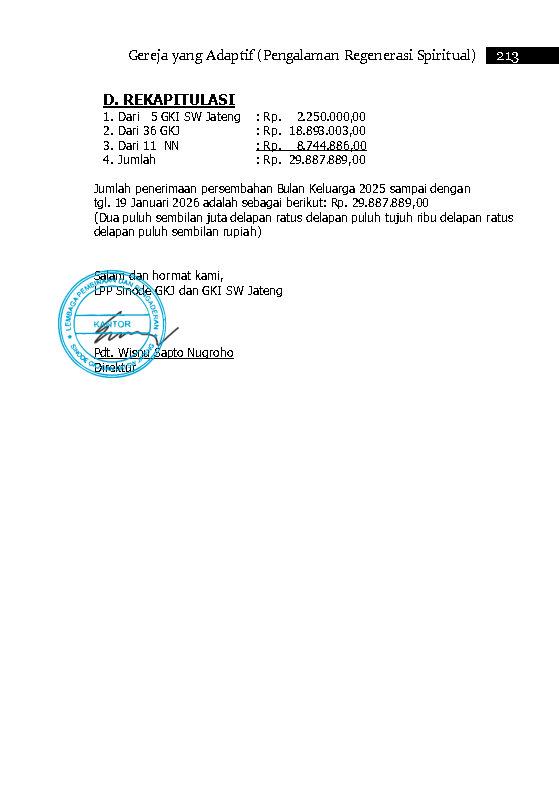 Gereja yang Adaptif (Pengalaman Regenerasi Spiritual) 213
D. REKAPITULASI
1. Dari 5 GKI SW Jateng : Rp. 2.250.000,00
2. Dari 36 GKJ : Rp. 18.893.003,00
3. Dari 11 NN : Rp. 8.744.886,00
4. Jumlah : Rp. 29.887.889,00
Jumlah penerimaan persembahan Bulan Keluarga 2025 sampai dengan
tgl. 19 Januari 2026 adalah sebagai berikut: Rp. 29.887.889,00
(Dua puluh sembilan juta delapan ratus delapan puluh tujuh ribu delapan ratus
delapan puluh sembilan rupiah)
Salam dan hormat kami,
LPP Sinode GKJ dan GKI SW Jateng
LEMBAGA PEMBINAAN DAN PENGADERAN
KANTOR
SINODE
Pdt. Wisnu Sapto Nugroho
Direktur